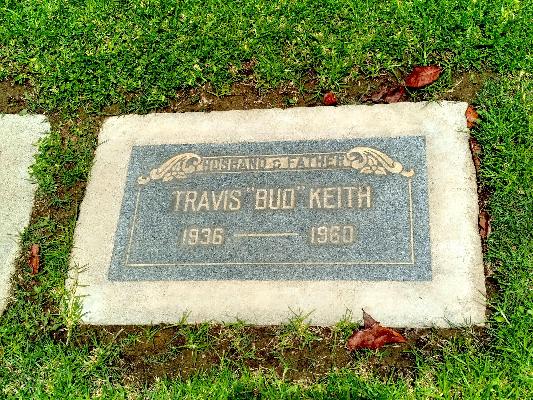 HUSBAND & FATHER
TRAVIS "BUD" KEITH
1936 — 1960